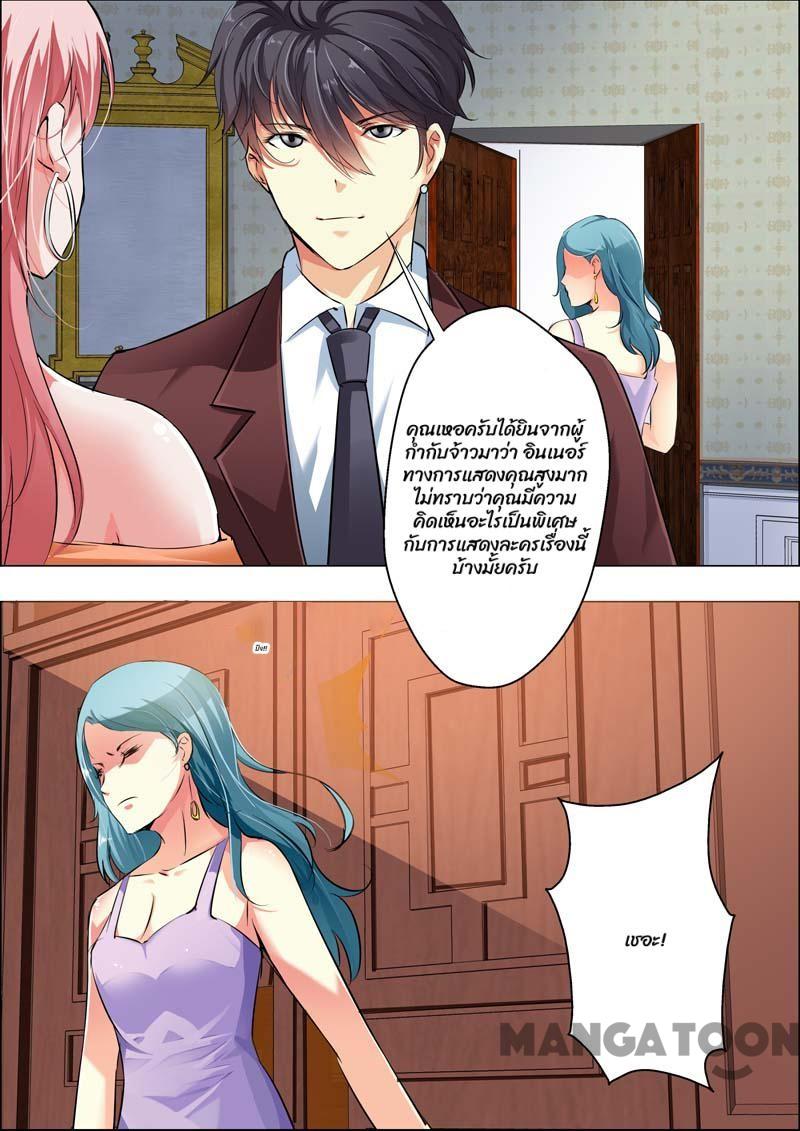 คุณเหอครับได้ยินจากผู้
กำกับจ้าวมาว่า อินเนอร์
ทางการแสดงคุณสูงมาก
ไม่ทราบว่าคุณมีความ
คิดเห็นอะไรเป็นพิเศษ
กับการแสดงละครเรื่องนี้
บ้างมั้ยครับ
ปัง!!
เชอะ!
MANGATOON